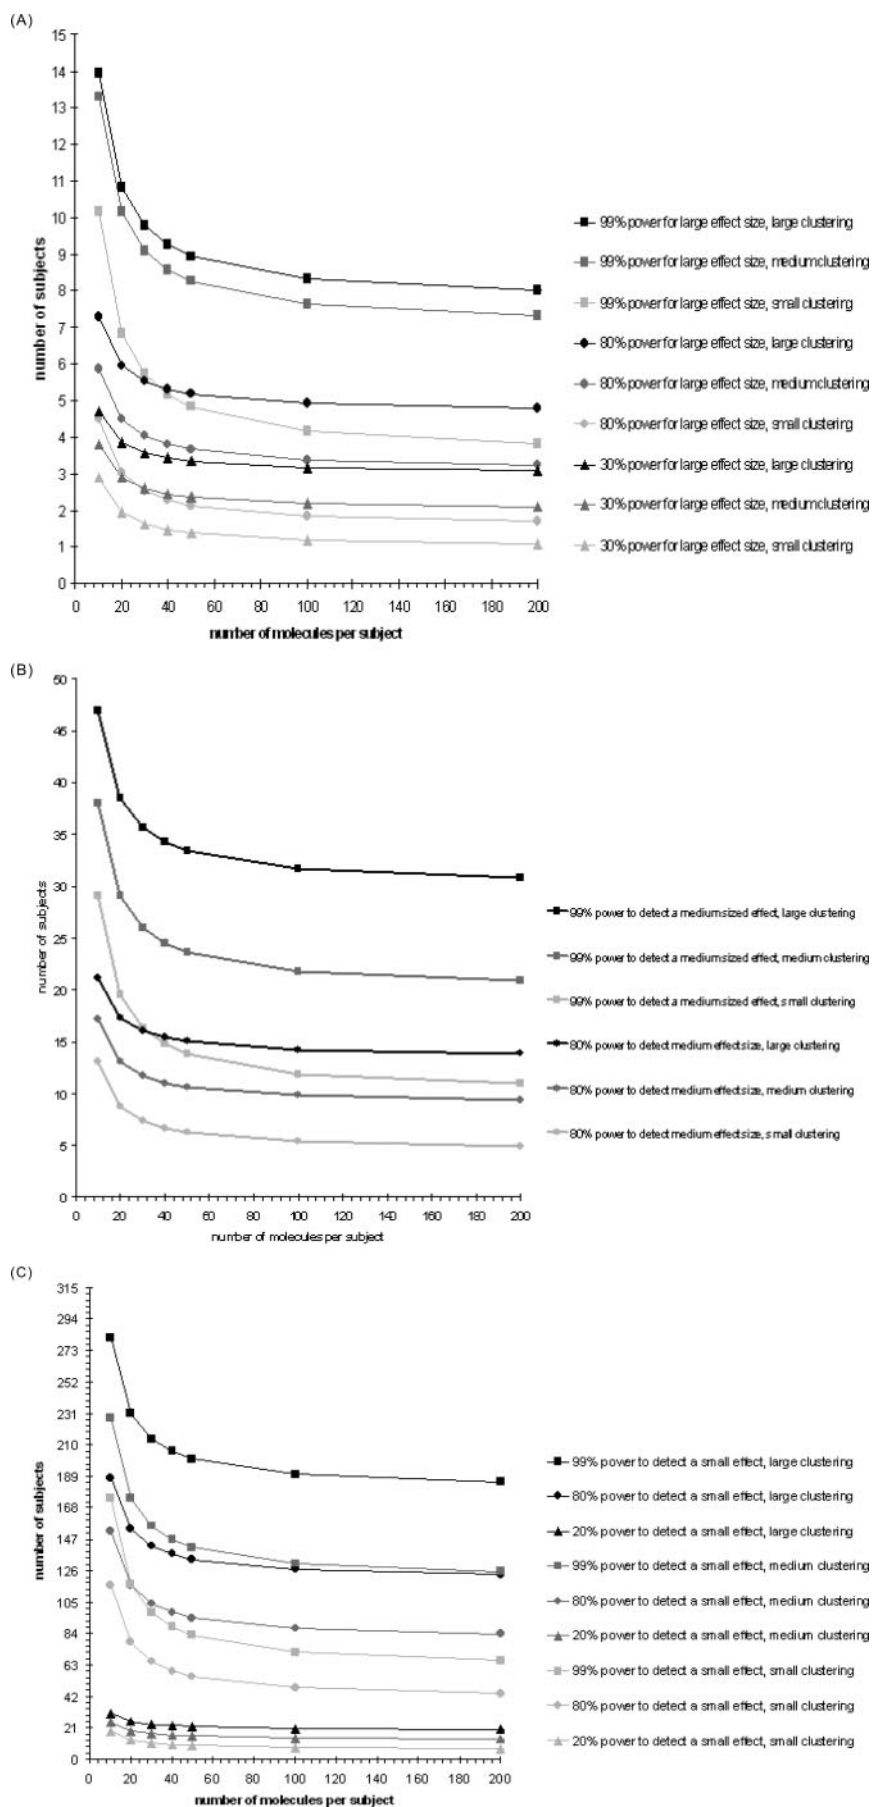 (A)
15
14
13
12
11
10
9
8
7
6
5
4
3
2
1
0
number of subjects
0 20 40 60 80 100 120 140 160 180 200
number of molecules per subject
99% power for large effect size, large clustering
99% power for large effect size, medium clustering
99% power for large effect size, small clustering
80% power for large effect size, large clustering
80% power for large effect size, medium clustering
80% power for large effect size, small clustering
30% power for large effect size, large clustering
30% power for large effect size, medium clustering
30% power for large effect size, small clustering
(B)
50
45
40
35
30
25
20
15
10
5
0
number of subjects
0 20 40 60 80 100 120 140 160 180 200
number of molecules per subject
99% power to detect a medium sized effect, large clustering
99% power to detect a medium sized effect, medium clustering
99% power to detect a medium sized effect, small clustering
80% power to detect medium effect size, large clustering
80% power to detect medium effect size, medium clustering
80% power to detect medium effect size, small clustering
(C)
315
294
273
252
231
210
189
168
147
126
105
84
63
42
21
0
number of subjects
0 20 40 60 80 100 120 140 160 180 200
number of molecules per subject
99% power to detect a small effect, large clustering
80% power to detect a small effect, large clustering
20% power to detect a small effect, large clustering
99% power to detect a small effect, medium clustering
80% power to detect a small effect, medium clustering
20% power to detect a small effect, medium clustering
99% power to detect a small effect, small clustering
80% power to detect a small effect, small clustering
20% power to detect a small effect, small clustering